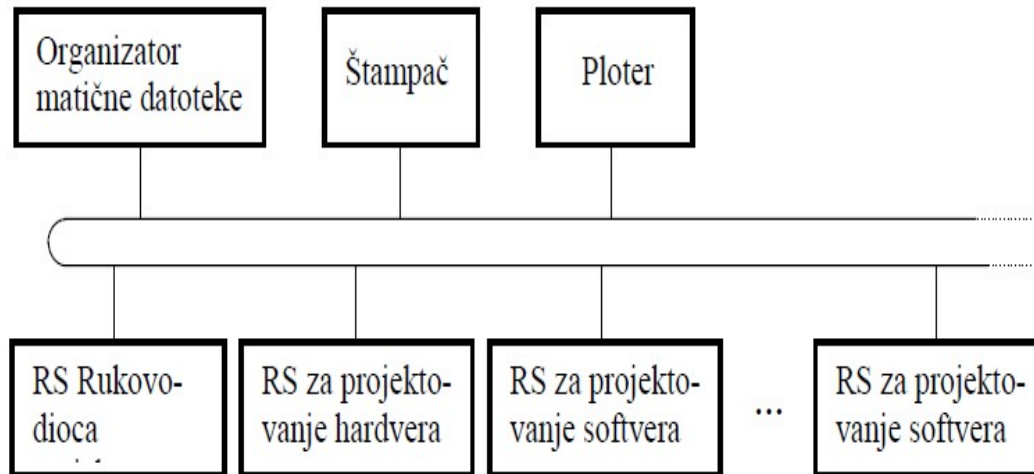 Organizator
matične datoteke
Štampač
Ploter
RS Rukovo-
dioca
RS za projekto-
vanje hardvera
RS za projekto-
vanje softvera
...
RS za projekto-
vanje softvera